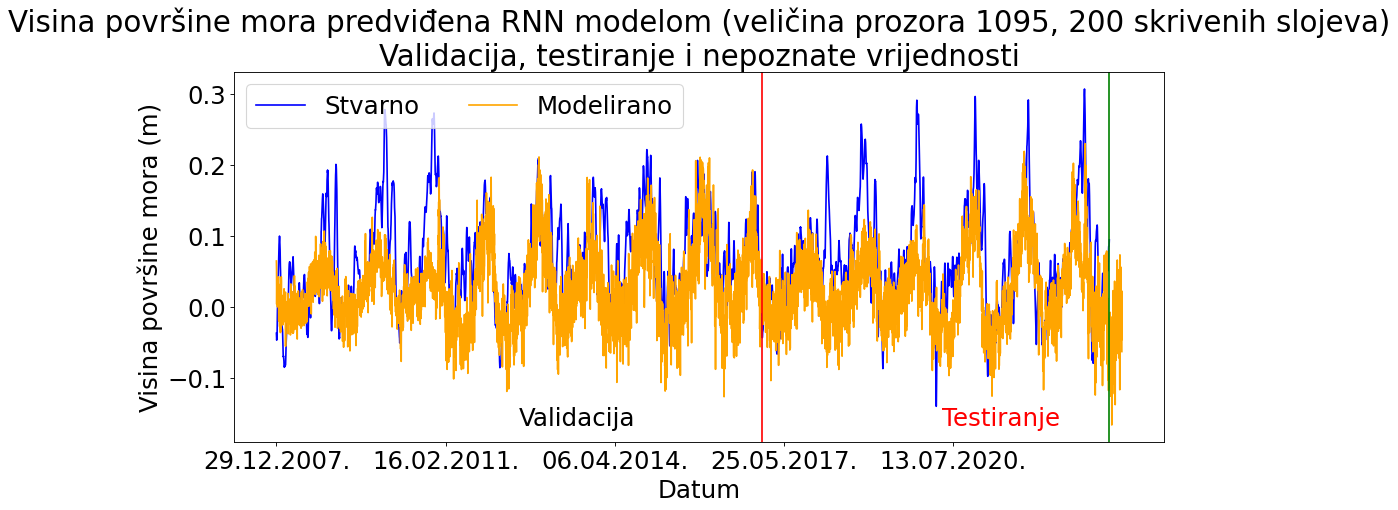 Visina površine mora predviđena RNN modelom (veličina prozora 1095, 200 skrivenih slojeva)
Validacija, testiranje i nepoznate vrijednosti
Stvarno Modelirano
Visina površine mora (m)
0.3
0.2
0.1
0.0
−0.1
Validacija Testiranje
29.12.2007. 16.02.2011. 06.04.2014. 25.05.2017. 13.07.2020.
Datum